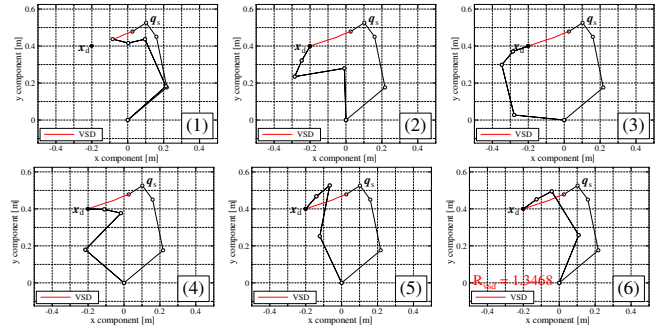 0.6
0.4
0.2
0
y component [m]
x_d
q_s
(1)
VSD
-0.4 -0.2 0 0.2 0.4
x component [m]
0.6
0.4
0.2
0
y component [m]
x_d
q_s
(2)
VSD
-0.4 -0.2 0 0.2 0.4
x component [m]
0.6
0.4
0.2
0
y component [m]
x_d
q_s
(3)
VSD
-0.4 -0.2 0 0.2 0.4
x component [m]
0.6
0.4
0.2
0
y component [m]
x_d
q_s
(4)
VSD
-0.4 -0.2 0 0.2 0.4
x component [m]
0.6
0.4
0.2
0
y component [m]
x_d
q_s
(5)
VSD
-0.4 -0.2 0 0.2 0.4
x component [m]
0.6
0.4
0.2
0
y component [m]
x_d
q_s
R_vsd = 1.3468
(6)
VSD
-0.4 -0.2 0 0.2 0.4
x component [m]